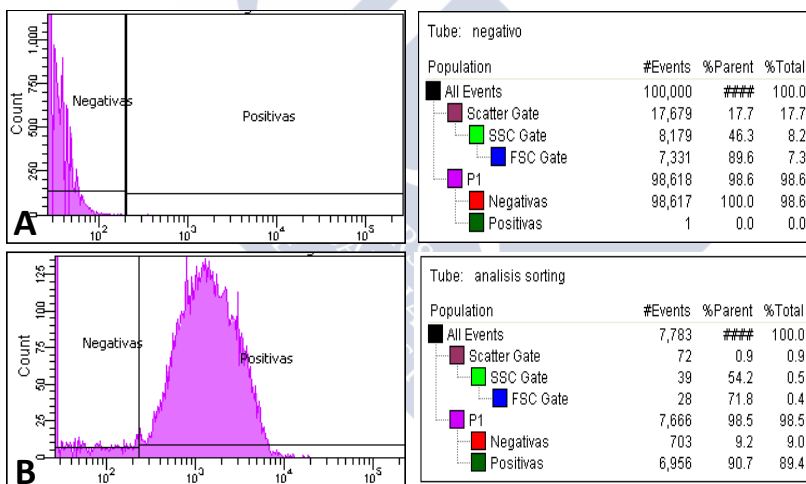 Count
1,000
750
500
250
0
Negativas
Positivas
10²
10³
10⁴
10⁵
A
Tube: negativo
Population #Events %Parent %Total
All Events 100,000 #### 100.0
Scatter Gate 17,679 17.7 17.7
SSC Gate 8,179 46.3 8.2
FSC Gate 7,331 89.6 7.3
P1 98,618 98.6 98.6
Negativas 98,617 100.0 98.6
Positivas 1 0.0 0.0
Count
125
100
75
50
25
0
Negativas
Positivas
10²
10³
10⁴
10⁵
B
Tube: analisis sorting
Population #Events %Parent %Total
All Events 7,783 #### 100.0
Scatter Gate 72 0.9 0.9
SSC Gate 39 54.2 0.5
FSC Gate 28 71.8 0.4
P1 7,666 98.5 98.5
Negativas 703 9.2 9.0
Positivas 6,956 90.7 89.4